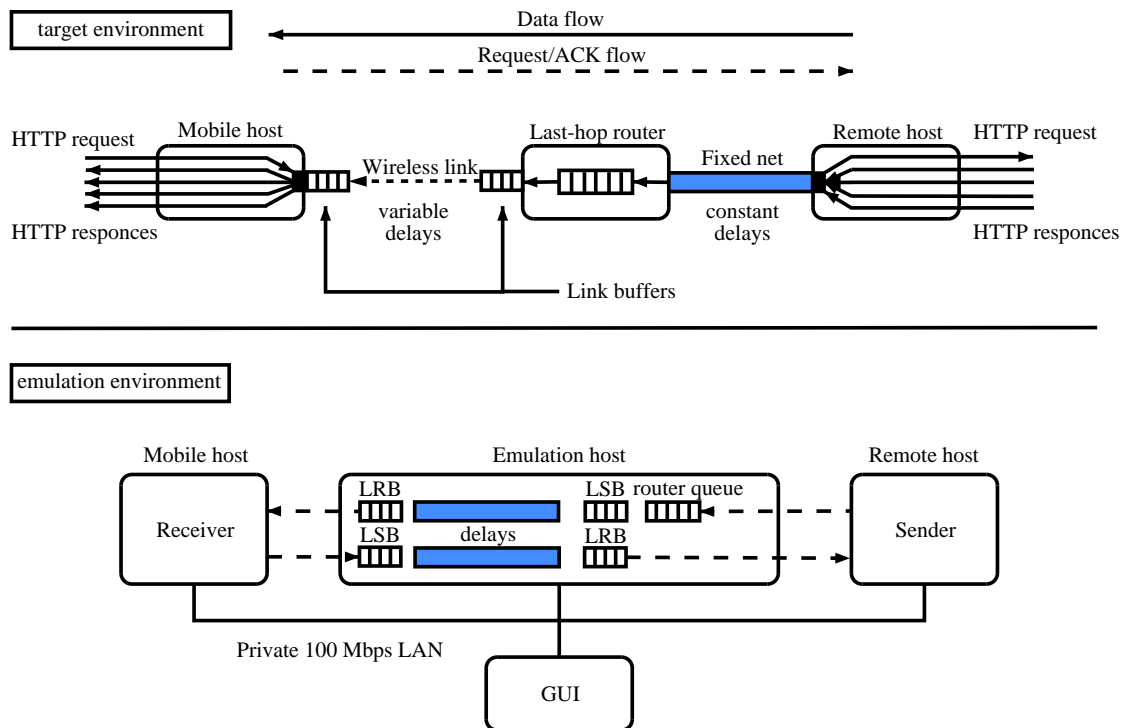 target environment
Data flow
Request/ACK flow
HTTP request
Mobile host
Last-hop router
Remote host
HTTP request
Wireless link
Fixed net
HTTP responces
variable
delays
constant
delays
HTTP responces
Link buffers
emulation environment
Mobile host
Emulation host
Remote host
LRB
LSB
router queue
Receiver
Sender
LSB
delays
LRB
Private 100 Mbps LAN
GUI